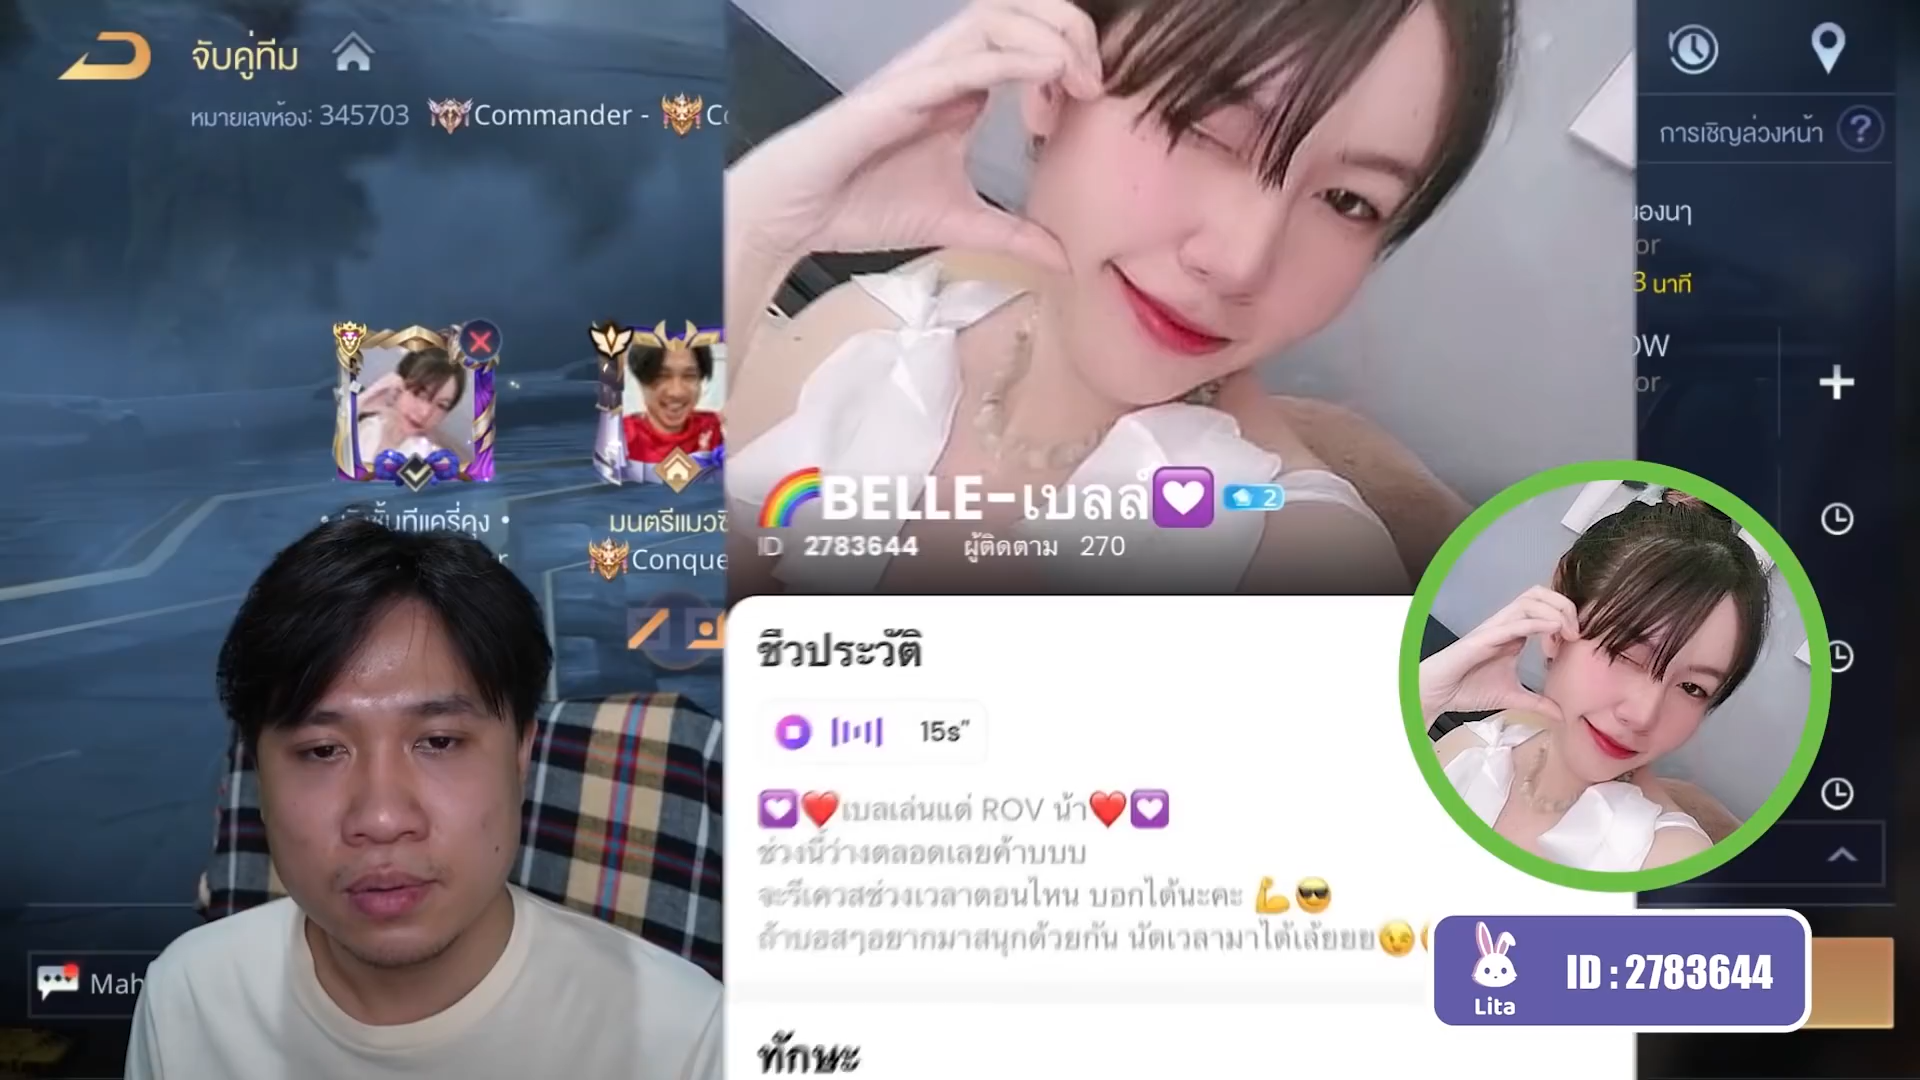 จับคู่ทีม
หมายเลขห้อง: 345703 Commander -
การเชิญล่วงหน้า ?
3 นาที
มนตรีแมวซ
Conque
BELLE-เบลล์ 2
ID 2783644 ผู้ติดตาม 270
ชีวประวัติ
15s"
เบลเล่นแต่ ROV น้า
ช่วงนี้ว่างตลอดเลยค้าบบบ
จะรีเควสช่วงเวลาตอนไหน บอกได้นะคะ
ถ้าบอสๆอยากมาสนุกด้วยกัน นัดเวลามาได้เล้ยยย
ทักษะ
Mah
Lita
ID : 2783644